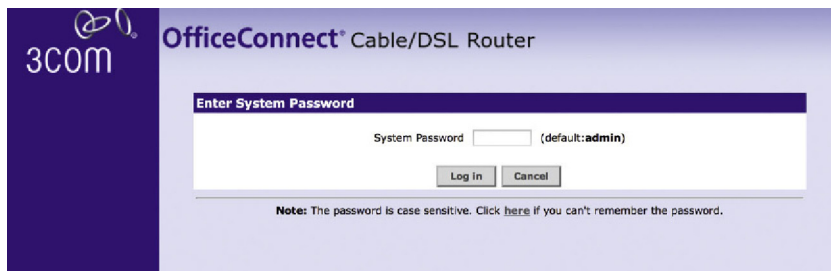 3COM
OfficeConnect® Cable/DSL Router
Enter System Password
System Password (default:admin)
Log in Cancel
Note: The password is case sensitive. Click here if you can't remember the password.